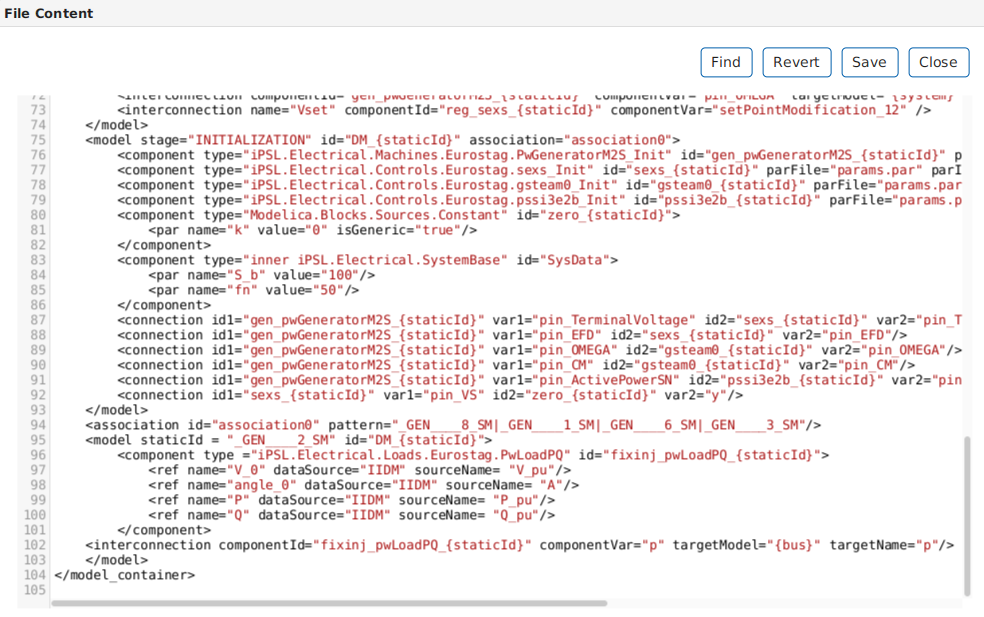 File Content
Find Revert Save Close
73 <interconnection name="Vset" componentId="reg_sexs_{staticId}" componentVar="setPointModification_12" />
74 </model>
75 <model stage="INITIALIZATION" id="DM_{staticId}" association="association0">
76 <component type="iPSL.Electrical.Machines.Eurostag.PwGeneratorM2S_Init" id="gen_pwGeneratorM2S_{staticId}" p
77 <component type="iPSL.Electrical.Controls.Eurostag.sexs_Init" id="sexs_{staticId}" parFile="params.par" parI
78 <component type="iPSL.Electrical.Controls.Eurostag.gsteam0_Init" id="gsteam0_{staticId}" parFile="params.par
79 <component type="iPSL.Electrical.Controls.Eurostag.pssi3e2b_Init" id="pssi3e2b_{staticId}" parFile="params.p
80 <component type="Modelica.Blocks.Sources.Constant" id="zero_{staticId}">
81 <par name="k" value="0" isGeneric="true"/>
82 </component>
83 <component type="inner iPSL.Electrical.SystemBase" id="SysData">
84 <par name="S_b" value="100"/>
85 <par name="fn" value="50"/>
86 </component>
87 <connection id1="gen_pwGeneratorM2S_{staticId}" var1="pin_TerminalVoltage" id2="sexs_{staticId}" var2="pin_T
88 <connection id1="gen_pwGeneratorM2S_{staticId}" var1="pin_EFD" id2="sexs_{staticId}" var2="pin_EFD"/>
89 <connection id1="gen_pwGeneratorM2S_{staticId}" var1="pin_OMEGA" id2="gsteam0_{staticId}" var2="pin_OMEGA"/>
90 <connection id1="gen_pwGeneratorM2S_{staticId}" var1="pin_CM" id2="gsteam0_{staticId}" var2="pin_CM"/>
91 <connection id1="gen_pwGeneratorM2S_{staticId}" var1="pin_ActivePowerSN" id2="pssi3e2b_{staticId}" var2="pin
92 <connection id1="sexs_{staticId}" var1="pin_VS" id2="zero_{staticId}" var2="y"/>
93 </model>
94 <association id="association0" pattern="_GEN____8_SM|_GEN____1_SM|_GEN____6_SM|_GEN____3_SM"/>
95 <model staticId = "_GEN____2_SM" id="DM_{staticId}">
96 <component type ="iPSL.Electrical.Loads.Eurostag.PwLoadPQ" id="fixinj_pwLoadPQ_{staticId}">
97 <ref name="V_0" dataSource="IIDM" sourceName= "V_pu"/>
98 <ref name="angle_0" dataSource="IIDM" sourceName= "A"/>
99 <ref name="P" dataSource="IIDM" sourceName= "P_pu"/>
100 <ref name="Q" dataSource="IIDM" sourceName= "Q_pu"/>
101 </component>
102 <interconnection componentId="fixinj_pwLoadPQ_{staticId}" componentVar="p" targetModel="{bus}" targetName="p"/>
103 </model>
104 </model_container>
105